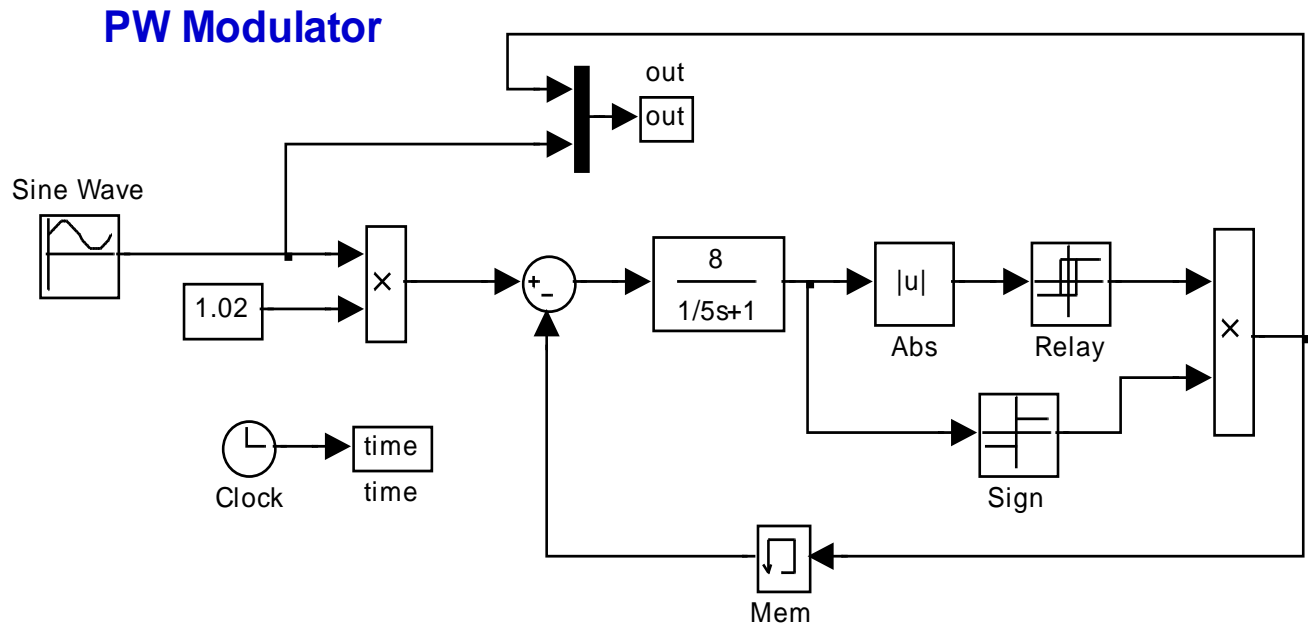 PW Modulator
out
out
Sine Wave
×
1.02
+
−
8
1/5s+1
|u|
Abs
Relay
×
Sign
time
time
Clock
Mem